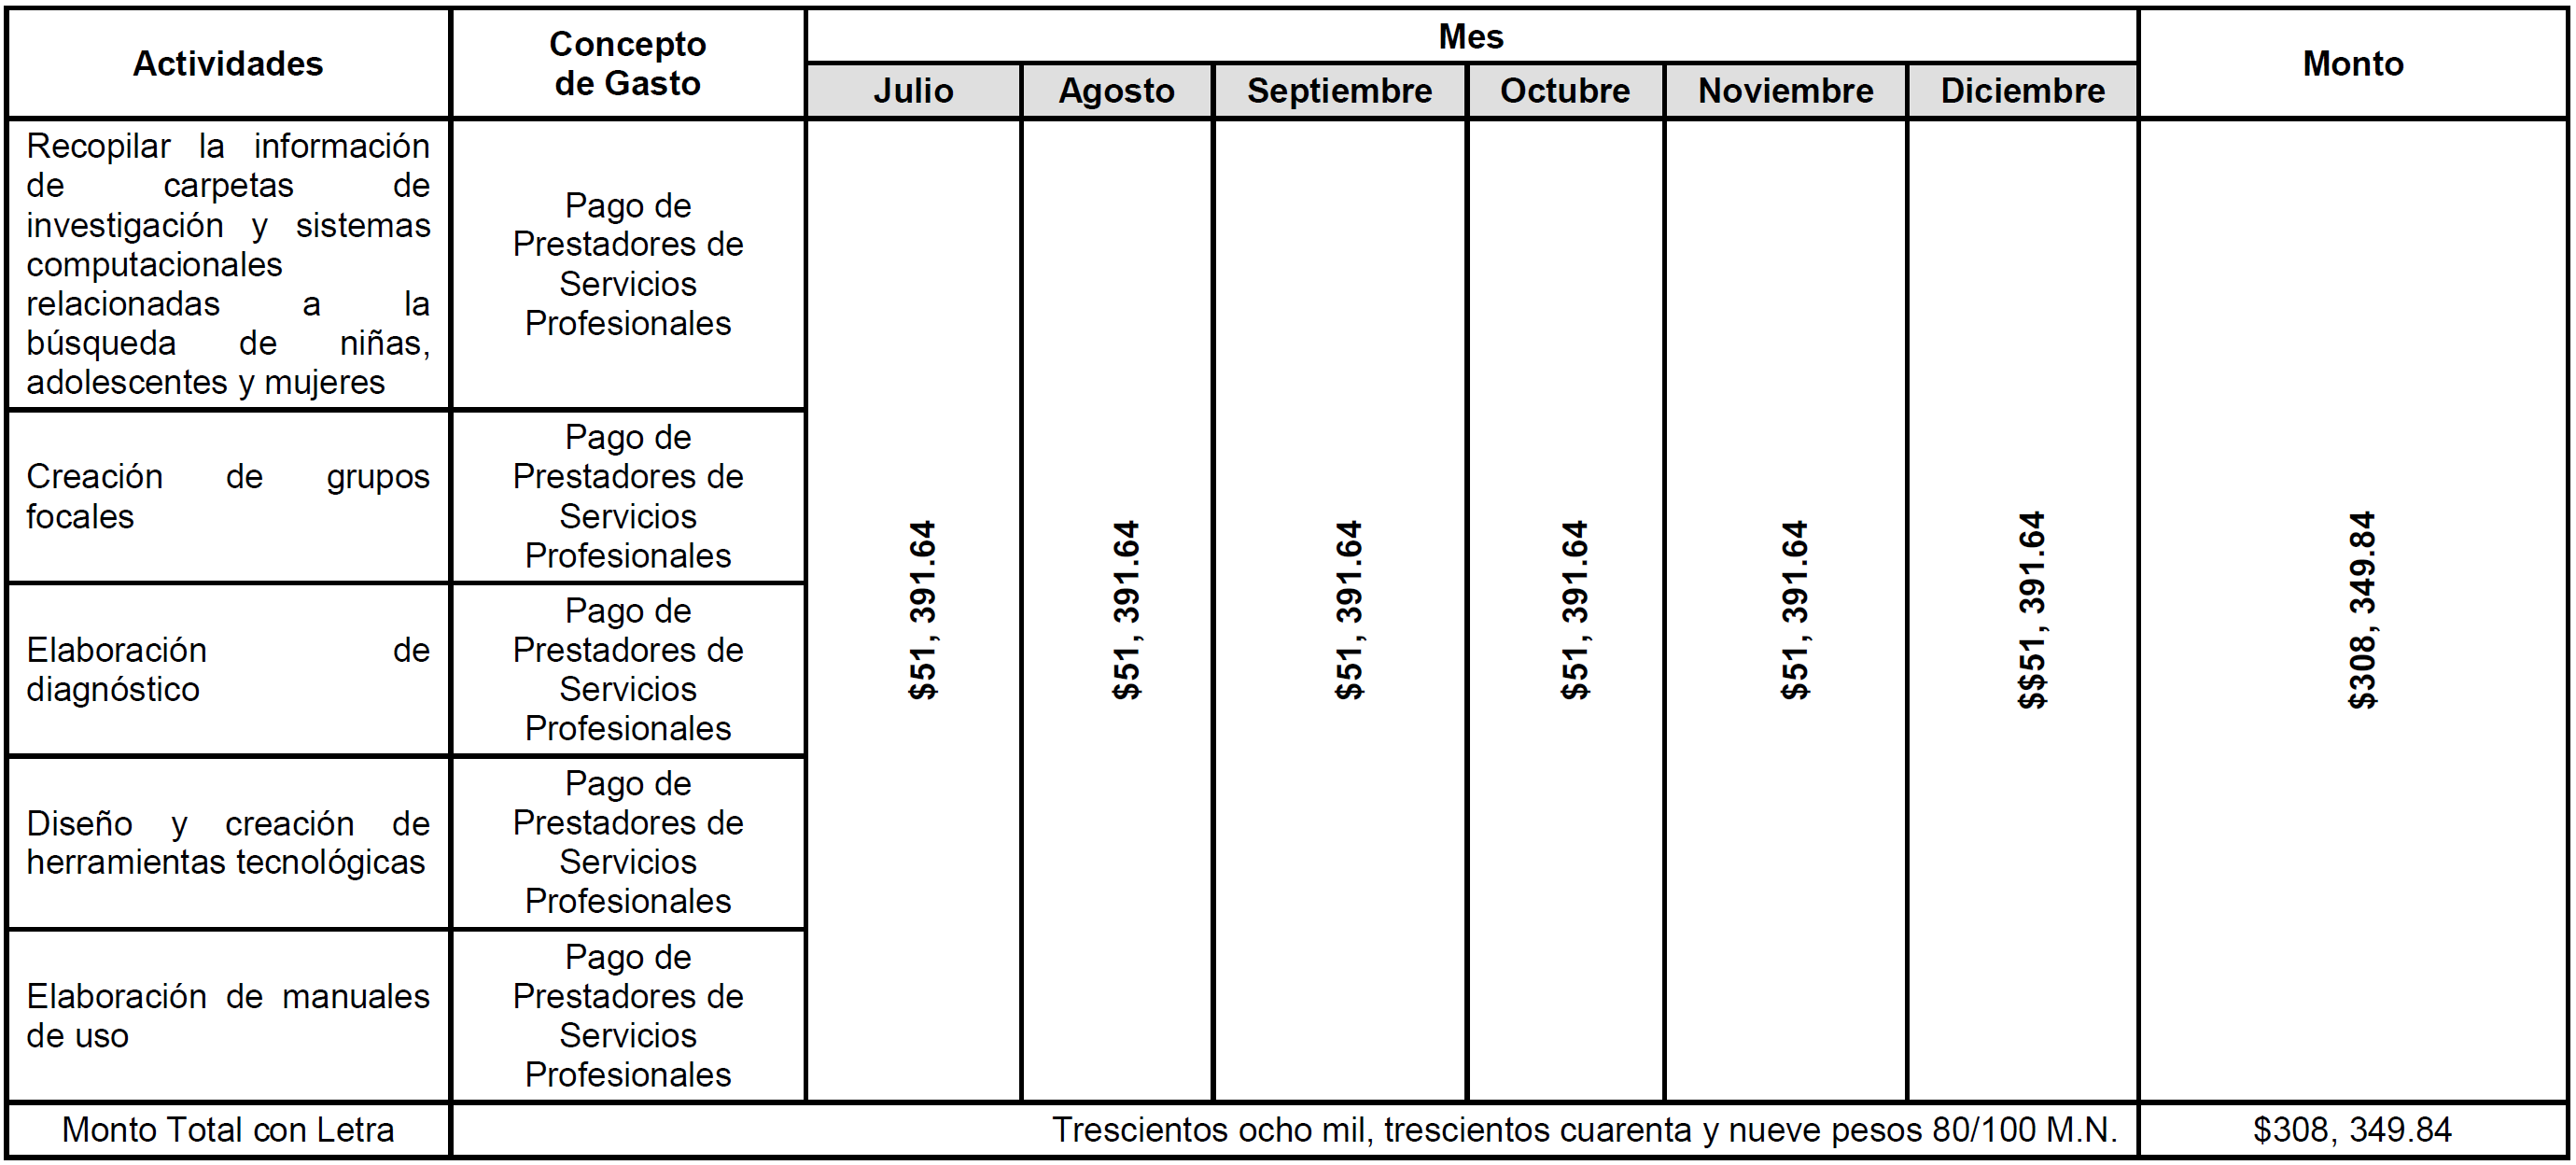 Actividades
Concepto
de Gasto
Mes
Monto
Julio
Agosto
Septiembre
Octubre
Noviembre
Diciembre
Recopilar la información
de carpetas de
investigación y sistemas
computacionales
relacionadas a la
búsqueda de niñas,
adolescentes y mujeres
Pago de
Prestadores de
Servicios
Profesionales
$51, 391.64
$51, 391.64
$51, 391.64
$51, 391.64
$51, 391.64
$$51, 391.64
$308, 349.84
Creación de grupos
focales
Pago de
Prestadores de
Servicios
Profesionales
Elaboración de
diagnóstico
Pago de
Prestadores de
Servicios
Profesionales
Diseño y creación de
herramientas tecnológicas
Pago de
Prestadores de
Servicios
Profesionales
Elaboración de manuales
de uso
Pago de
Prestadores de
Servicios
Profesionales
Monto Total con Letra
Trescientos ocho mil, trescientos cuarenta y nueve pesos 80/100 M.N.
$308, 349.84